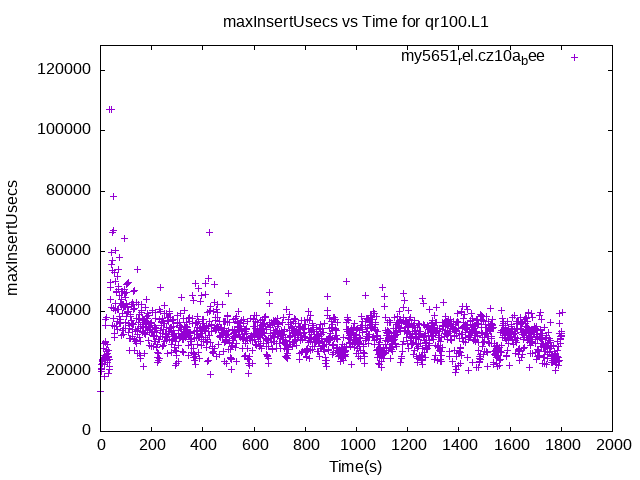 maxInsertUsecs vs Time for qr100.L1
my5651rel.cz10abee
120000
100000
80000
60000
40000
20000
0
maxInsertUsecs
0 200 400 600 800 1000 1200 1400 1600 1800 2000
Time(s)